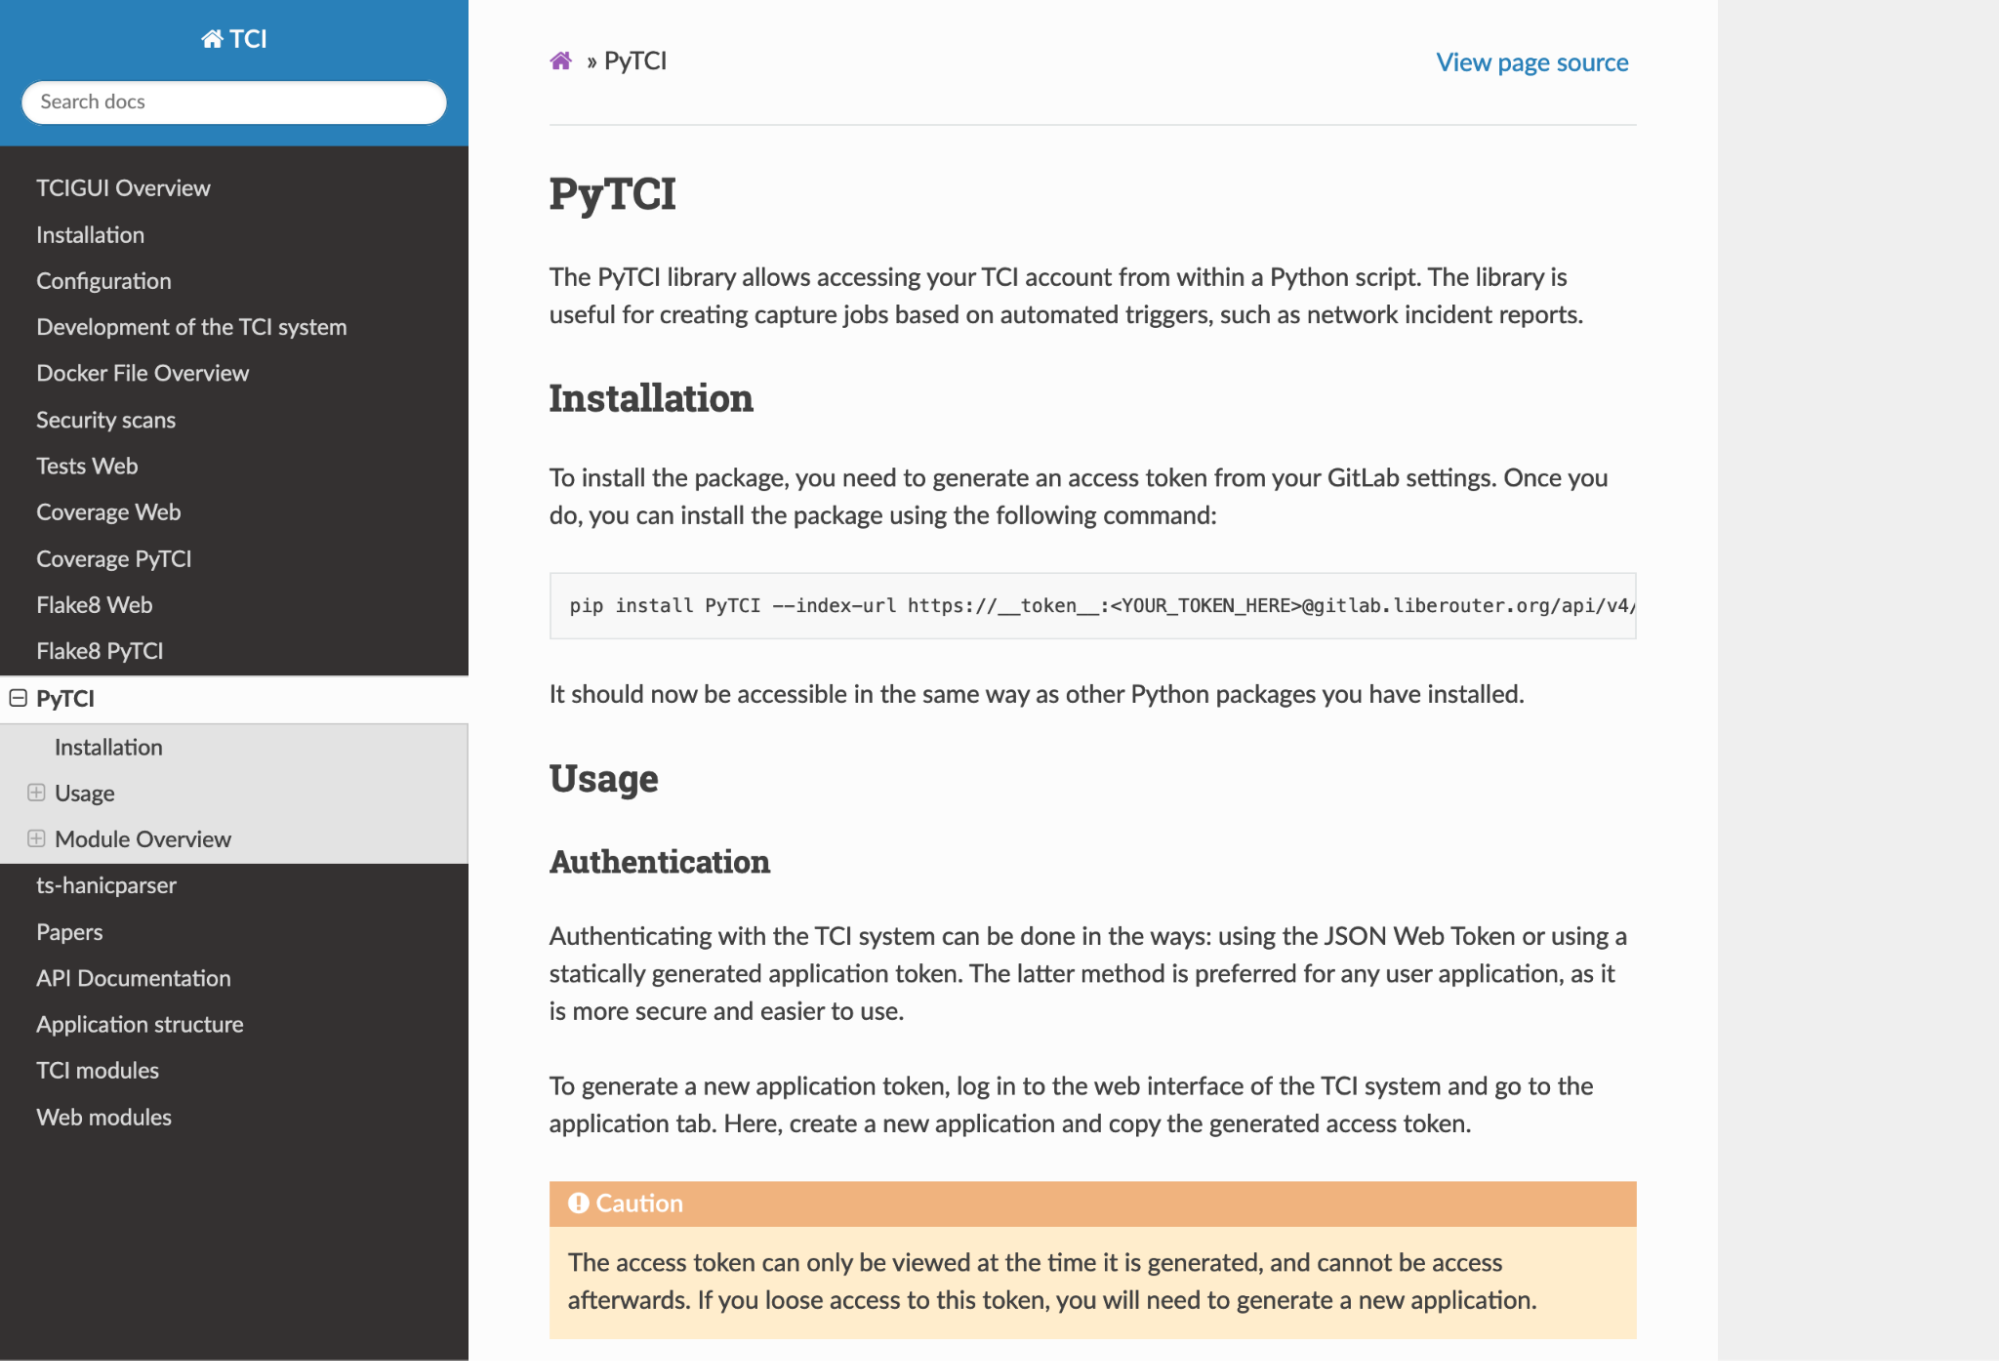 TCI
Search docs
TCIGUI Overview
Installation
Configuration
Development of the TCI system
Docker File Overview
Security scans
Tests Web
Coverage Web
Coverage PyTCI
Flake8 Web
Flake8 PyTCI
PyTCI
Installation
Usage
Module Overview
ts-hanicparser
Papers
API Documentation
Application structure
TCI modules
Web modules
» PyTCI
View page source
PyTCI
The PyTCI library allows accessing your TCI account from within a Python script. The library is
useful for creating capture jobs based on automated triggers, such as network incident reports.
Installation
To install the package, you need to generate an access token from your GitLab settings. Once you
do, you can install the package using the following command:
pip install PyTCI --index-url https://__token__:<YOUR_TOKEN_HERE>@gitlab.liberouter.org/api/v4/
It should now be accessible in the same way as other Python packages you have installed.
Usage
Authentication
Authenticating with the TCI system can be done in the ways: using the JSON Web Token or using a
statically generated application token. The latter method is preferred for any user application, as it
is more secure and easier to use.
To generate a new application token, log in to the web interface of the TCI system and go to the
application tab. Here, create a new application and copy the generated access token.
Caution
The access token can only be viewed at the time it is generated, and cannot be access
afterwards. If you loose access to this token, you will need to generate a new application.